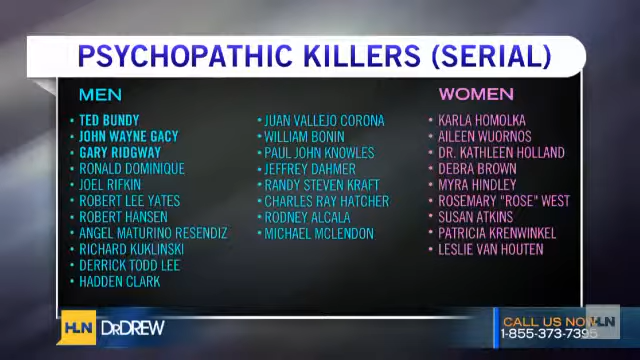 PSYCHOPATHIC KILLERS (SERIAL)
MEN
• TED BUNDY
• JOHN WAYNE GACY
• GARY RIDGWAY
• RONALD DOMINIQUE
• JOEL RIFKIN
• ROBERT LEE YATES
• ROBERT HANSEN
• ANGEL MATURINO RESENDIZ
• RICHARD KUKLINSKI
• DERRICK TODD LEE
• HADDEN CLARK
• JUAN VALLEJO CORONA
• WILLIAM BONIN
• PAUL JOHN KNOWLES
• JEFFREY DAHMER
• RANDY STEVEN KRAFT
• CHARLES RAY HATCHER
• RODNEY ALCALA
• MICHAEL MCLENDON
WOMEN
• KARLA HOMOLKA
• AILEEN WUORNOS
• DR. KATHLEEN HOLLAND
• DEBRA BROWN
• MYRA HINDLEY
• ROSEMARY "ROSE" WEST
• SUSAN ATKINS
• PATRICIA KRENWINKEL
• LESLIE VAN HOUTEN
HLN DRDREW
CALL US NOW
HLN
1-855-373-7395